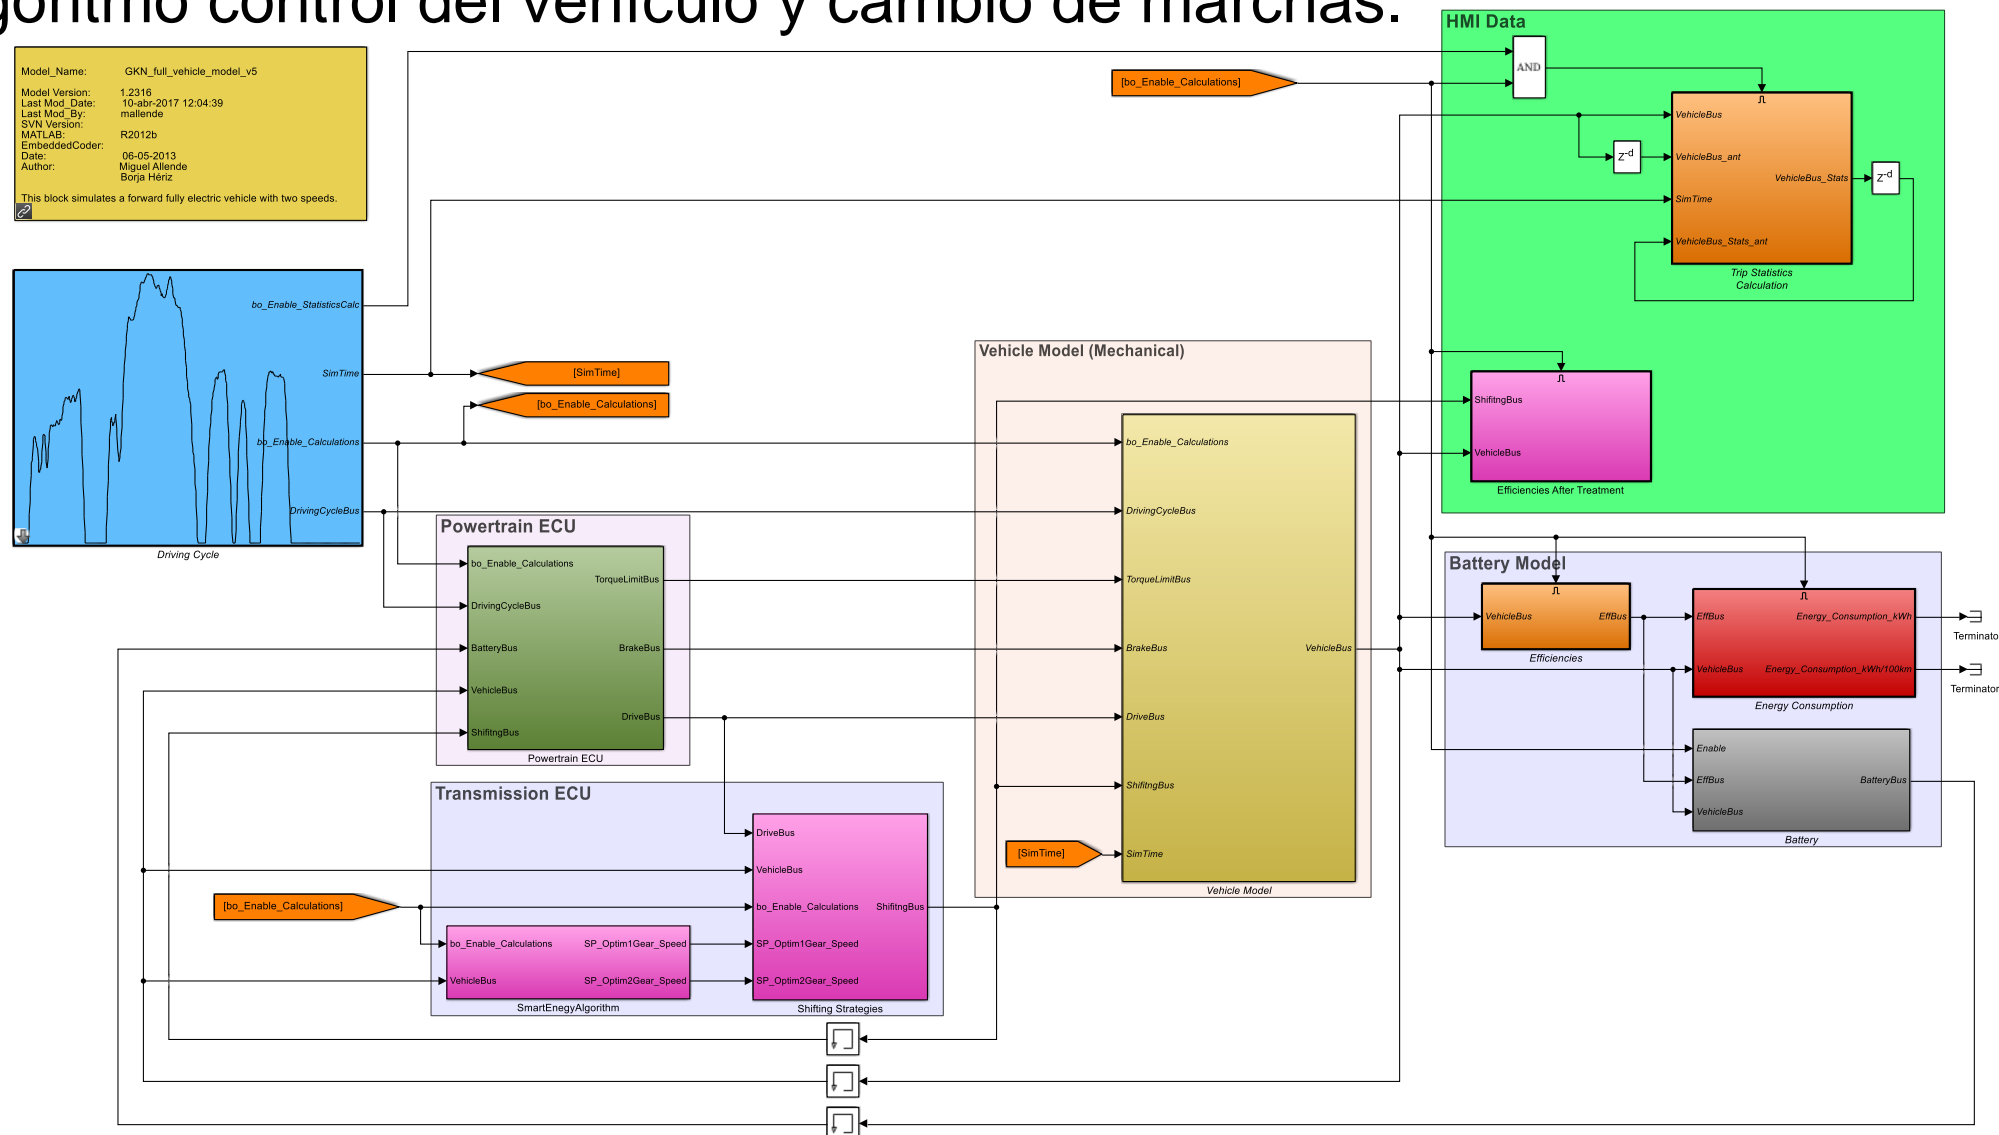 goritmo control del vehículo y cambio de marchas.
Model_Name: GKN_full_vehicle_model_v5
Model Version: 1.2316
Last Mod_Date: 10-abr-2017 12:04:39
Last Mod_By: mallende
SVN Version:
MATLAB: R2012b
EmbeddedCoder:
Date: 06-05-2013
Author: Miguel Allende
Borja Hériz
This block simulates a forward fully electric vehicle with two speeds.
bo_Enable_StatisticsCalc
SimTime
bo_Enable_Calculations
DrivingCycleBus
Driving Cycle
[SimTime]
[bo_Enable_Calculations]
[bo_Enable_Calculations]
HMI Data
AND
VehicleBus
VehicleBus_ant
SimTime
VehicleBus_Stats_ant
VehicleBus_Stats
Z-d
Z-d
Trip Statistics
Calculation
ShifitngBus
VehicleBus
Efficiencies After Treatment
Powertrain ECU
bo_Enable_Calculations
DrivingCycleBus
BatteryBus
VehicleBus
ShifitngBus
TorqueLimitBus
BrakeBus
DriveBus
Powertrain ECU
Transmission ECU
[bo_Enable_Calculations]
bo_Enable_Calculations
VehicleBus
SP_Optim1Gear_Speed
SP_Optim2Gear_Speed
SmartEnegyAlgorithm
DriveBus
VehicleBus
bo_Enable_Calculations
SP_Optim1Gear_Speed
SP_Optim2Gear_Speed
ShifitngBus
Shifting Strategies
Vehicle Model (Mechanical)
bo_Enable_Calculations
DrivingCycleBus
TorqueLimitBus
BrakeBus
DriveBus
ShifitngBus
[SimTime]
SimTime
VehicleBus
Vehicle Model
Battery Model
VehicleBus
EffBus
Efficiencies
EffBus
VehicleBus
Energy_Consumption_kWh
Energy_Consumption_kWh/100km
Energy Consumption
Terminato
Terminator
Enable
EffBus
VehicleBus
BatteryBus
Battery